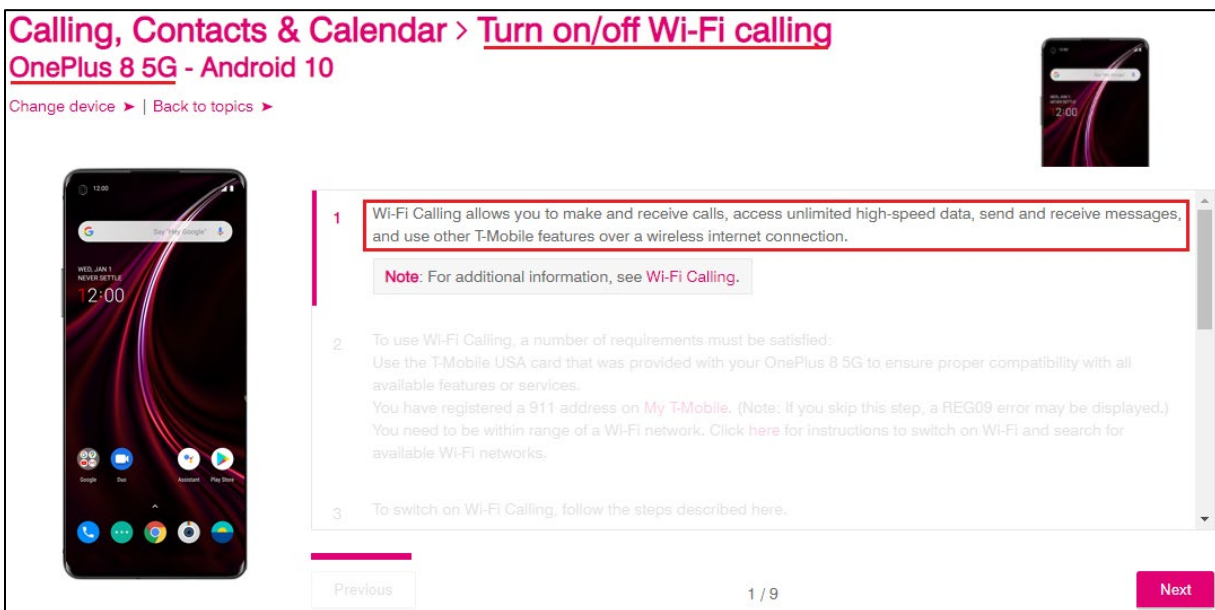 Calling, Contacts & Calendar > Turn on/off Wi-Fi calling
OnePlus 8 5G - Android 10
Change device ➤ | Back to topics ➤
12:00
G Say "Hey Google"
WED, JAN 1
NEVER SETTLE
12:00
Google Duo Assistant Play Store
WED, JAN 1
NEVER SETTLE
12:00
1 Wi-Fi Calling allows you to make and receive calls, access unlimited high-speed data, send and receive messages,
and use other T-Mobile features over a wireless internet connection.
Note: For additional information, see Wi-Fi Calling.
2 To use Wi-Fi Calling, a number of requirements must be satisfied:
Use the T-Mobile USA card that was provided with your OnePlus 8 5G to ensure proper compatibility with all
available features or services.
You have registered a 911 address on My T-Mobile. (Note: If you skip this step, a REG09 error may be displayed.)
You need to be within range of a Wi-Fi network. Click here for instructions to switch on Wi-Fi and search for
available Wi-Fi networks.
3 To switch on Wi-Fi Calling, follow the steps described here.
Previous
1 / 9
Next